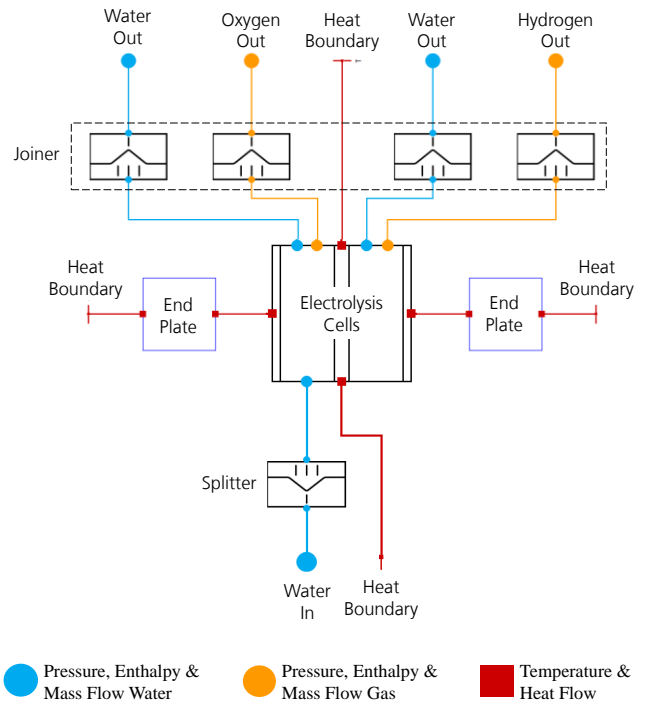 Water
Out
Oxygen
Out
Heat
Boundary
Water
Out
Hydrogen
Out
Joiner
Heat
Boundary
End
Plate
Electrolysis
Cells
End
Plate
Heat
Boundary
Splitter
Water
In
Heat
Boundary
Pressure, Enthalpy &
Mass Flow Water
Pressure, Enthalpy &
Mass Flow Gas
Temperature &
Heat Flow